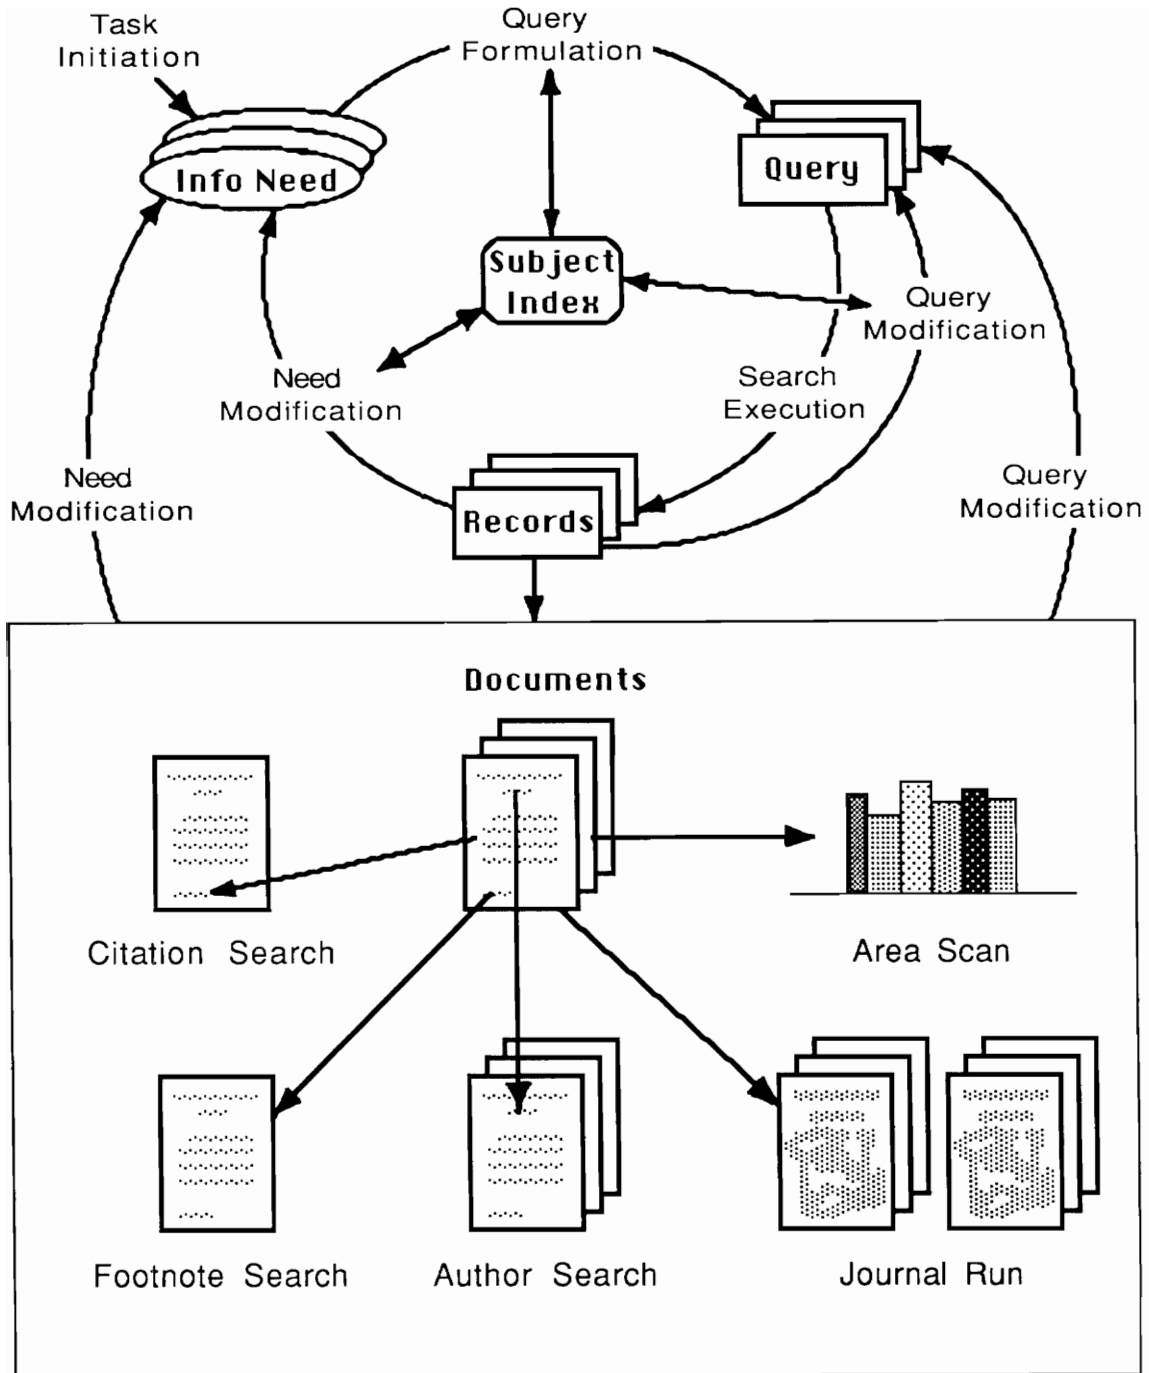 Task
Initiation
Query
Formulation
Info Need
Query
Subject
Index
Query
Modification
Need
Modification
Search
Execution
Need
Modification
Records
Query
Modification
Documents
Citation Search
Area Scan
Footnote Search
Author Search
Journal Run